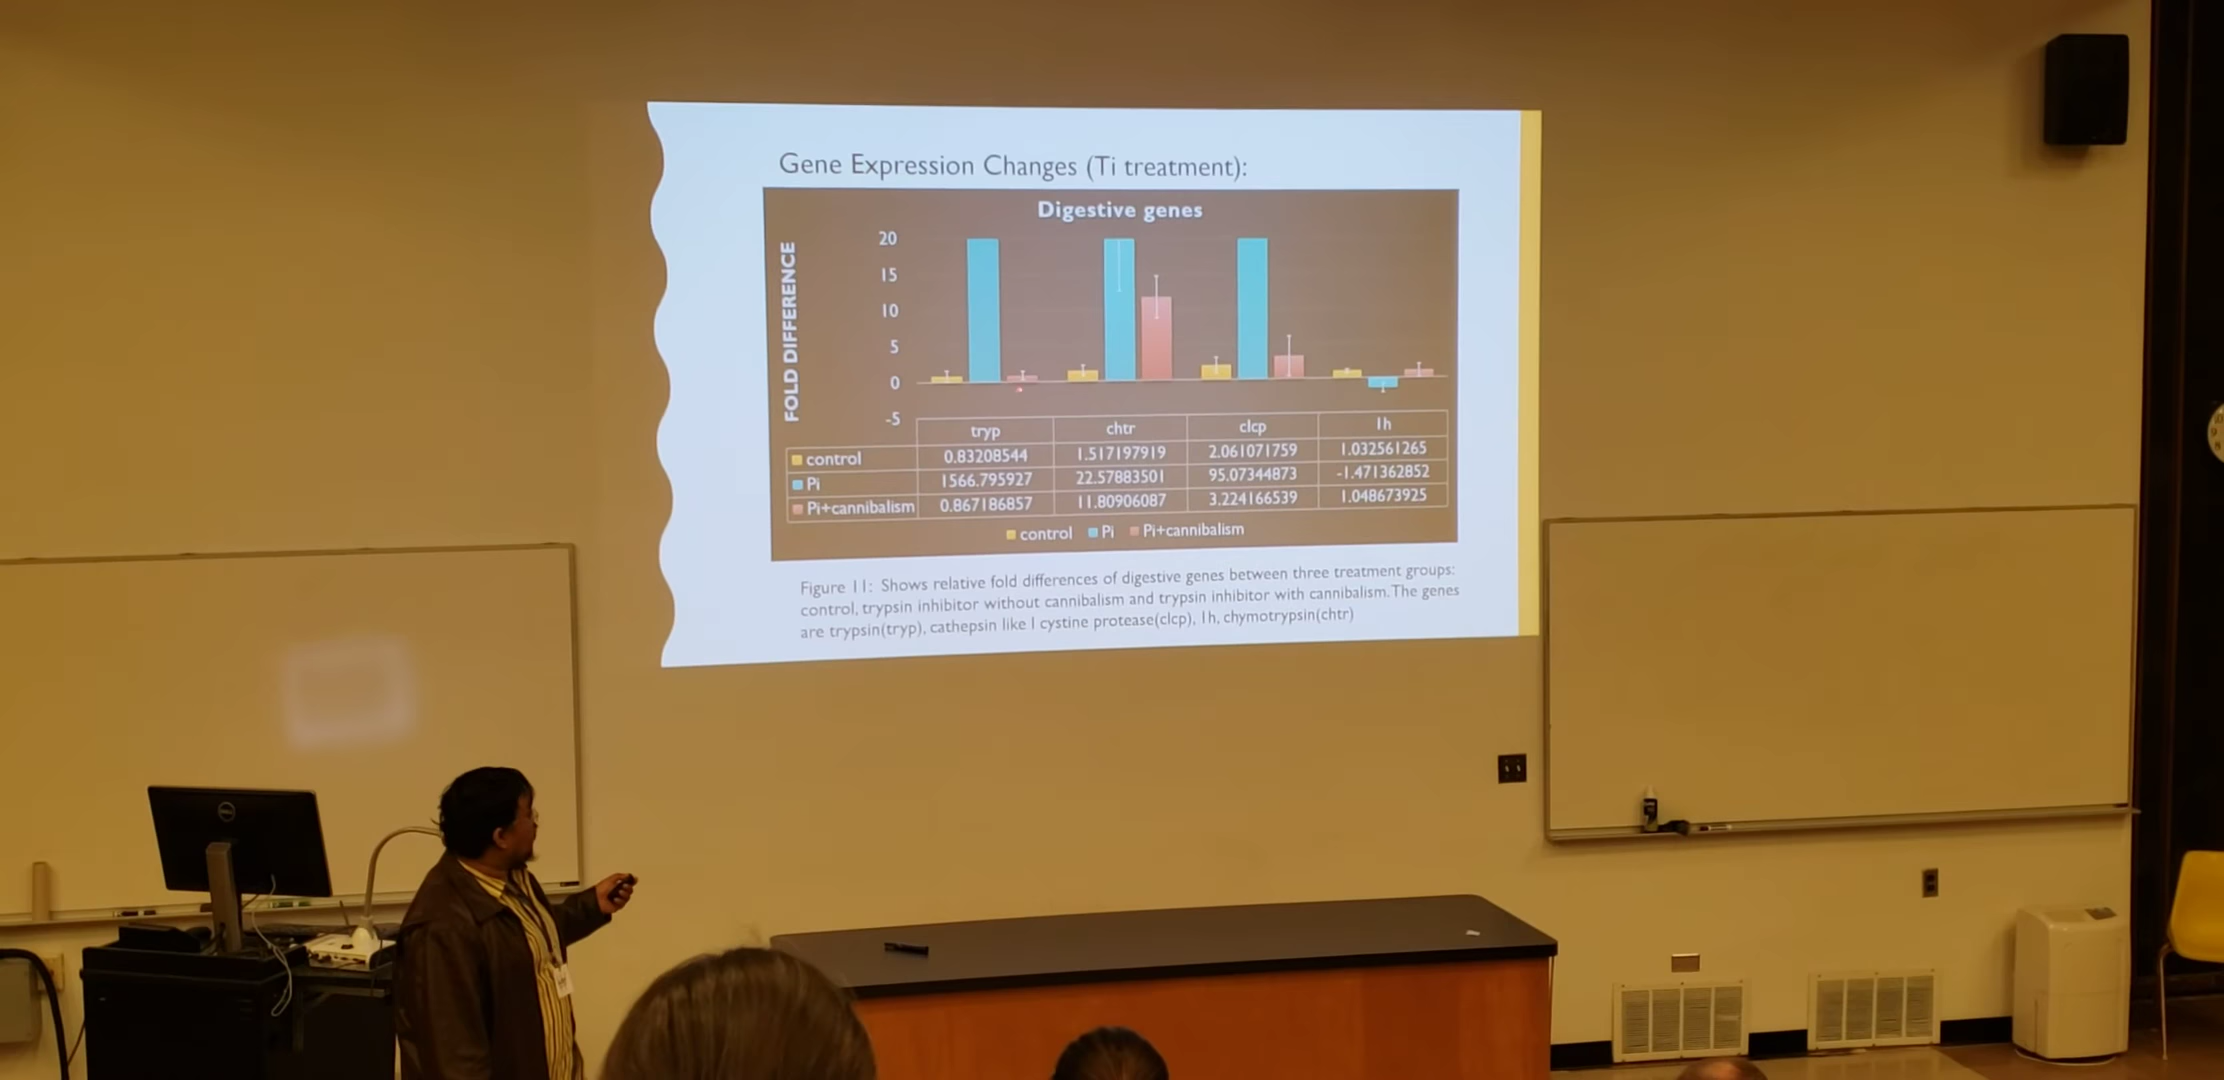 Gene Expression Changes (Ti treatment):
Digestive genes
FOLD DIFFERENCE
20
15
10
5
0
-5
tryp chtr clcp 1h
control 0.83208544 1.517197919 2.061071759 1.032561265
Pi 1566.795927 22.57883501 95.07344873 -1.471362852
Pi+cannibalism 0.867186857 11.80906087 3.224166539 1.048673925
control Pi Pi+cannibalism
Figure 11: Shows relative fold differences of digestive genes between three treatment groups:
control, trypsin inhibitor without cannibalism and trypsin inhibitor with cannibalism. The genes
are trypsin(tryp), cathepsin like l cystine protease(clcp), 1h, chymotrypsin(chtr)
DELL